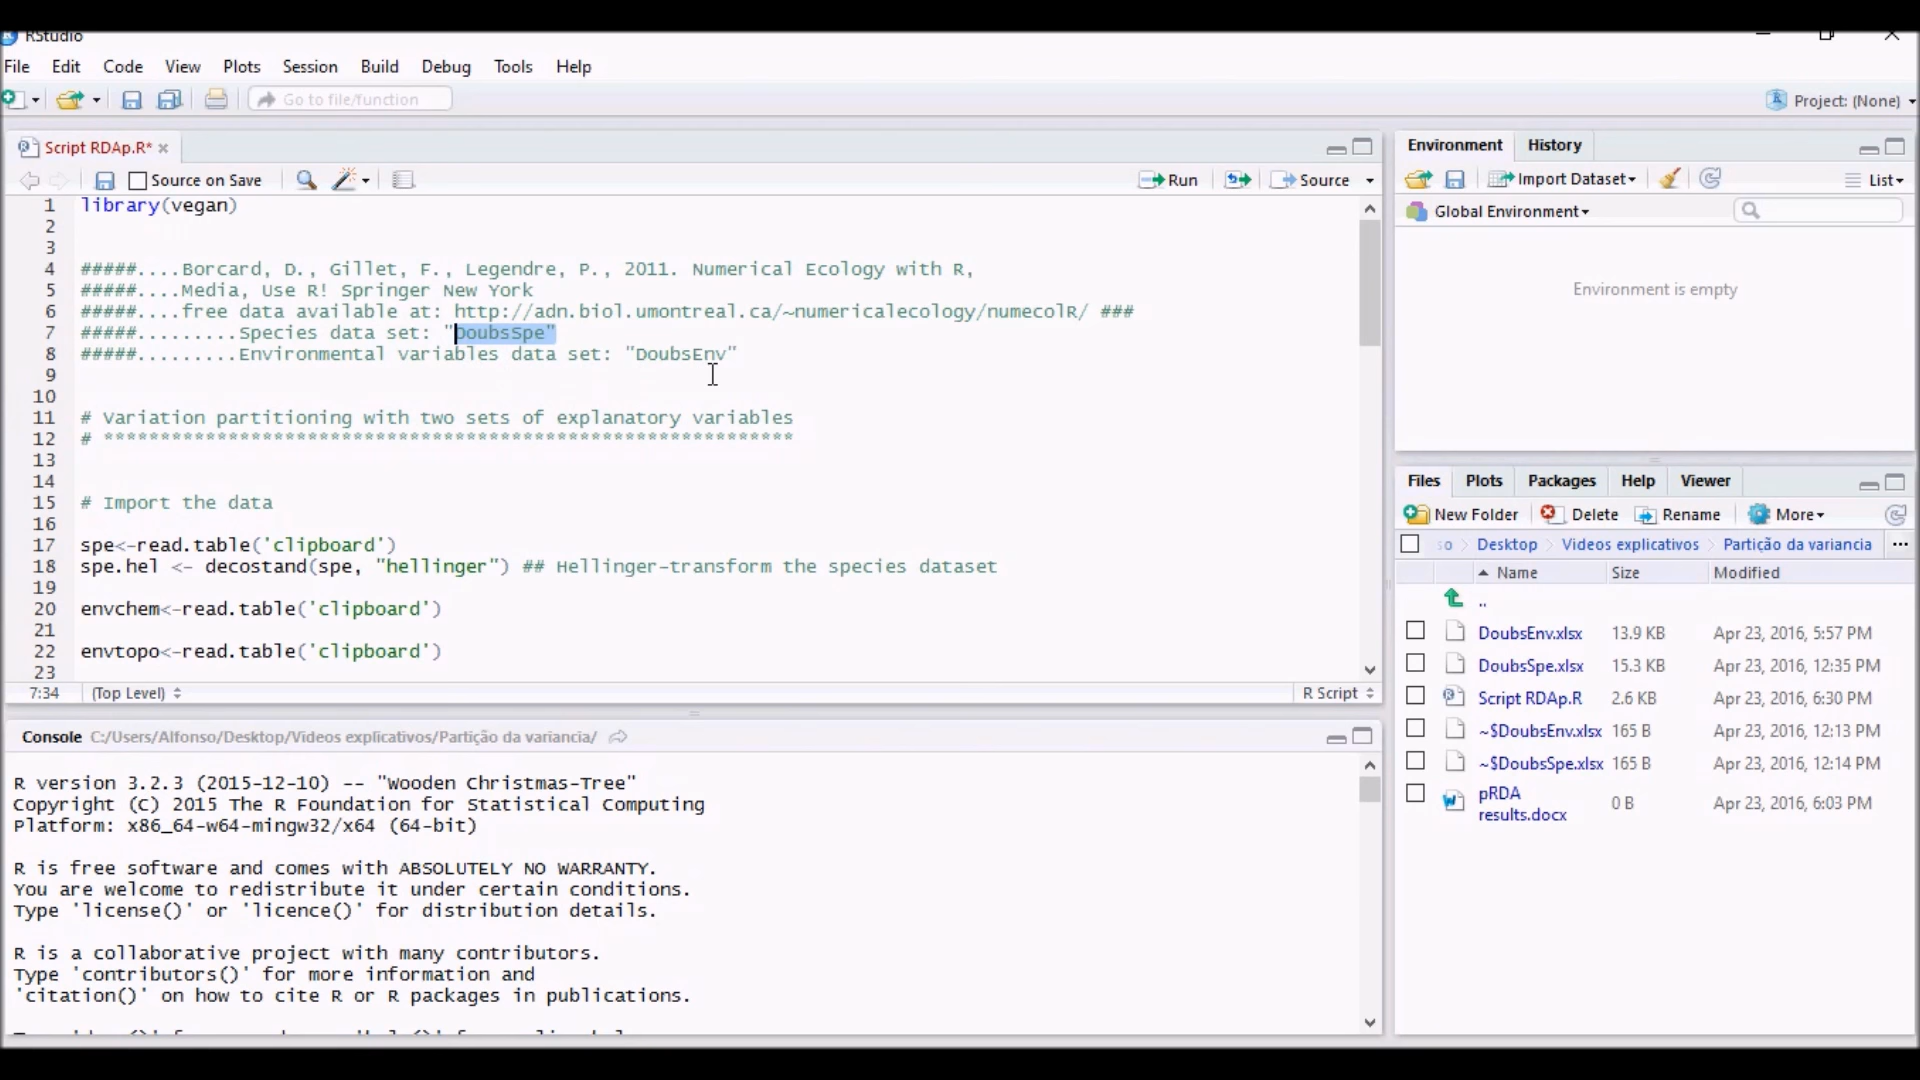 RStudio
File Edit Code View Plots Session Build Debug Tools Help
Go to file/function
Project: (None)
Script RDAp.R*
Source on Save
Run
Source
1 library(vegan)
2
3
4 #####....Borcard, D., Gillet, F., Legendre, P., 2011. Numerical Ecology with R,
5 #####....Media, Use R! Springer New York
6 #####....free data available at: http://adn.biol.umontreal.ca/~numericalecology/numecolR/ ###
7 #####.........Species data set: "DoubsSpe"
8 #####.........Environmental variables data set: "DoubsEnv"
9
10
11 # Variation partitioning with two sets of explanatory variables
12 # *************************************************************
13
14
15 # Import the data
16
17 spe<-read.table('clipboard')
18 spe.hel <- decostand(spe, "hellinger") ## Hellinger-transform the species dataset
19
20 envchem<-read.table('clipboard')
21
22 envtopo<-read.table('clipboard')
23
7:34 (Top Level) R Script
Console C:/Users/Alfonso/Desktop/Videos explicativos/Partição da variancia/
R version 3.2.3 (2015-12-10) -- "Wooden Christmas-Tree"
Copyright (C) 2015 The R Foundation for Statistical Computing
Platform: x86_64-w64-mingw32/x64 (64-bit)
R is free software and comes with ABSOLUTELY NO WARRANTY.
You are welcome to redistribute it under certain conditions.
Type 'license()' or 'licence()' for distribution details.
R is a collaborative project with many contributors.
Type 'contributors()' for more information and
'citation()' on how to cite R or R packages in publications.
Environment History
Import Dataset
List
Global Environment
Environment is empty
Files Plots Packages Help Viewer
New Folder Delete Rename More
so > Desktop > Videos explicativos > Partição da variancia ...
Name Size Modified
..
DoubsEnv.xlsx 13.9 KB Apr 23, 2016, 5:57 PM
DoubsSpe.xlsx 15.3 KB Apr 23, 2016, 12:35 PM
Script RDAp.R 2.6 KB Apr 23, 2016, 6:30 PM
~$DoubsEnv.xlsx 165 B Apr 23, 2016, 12:13 PM
~$DoubsSpe.xlsx 165 B Apr 23, 2016, 12:14 PM
pRDA
results.docx 0 B Apr 23, 2016, 6:03 PM